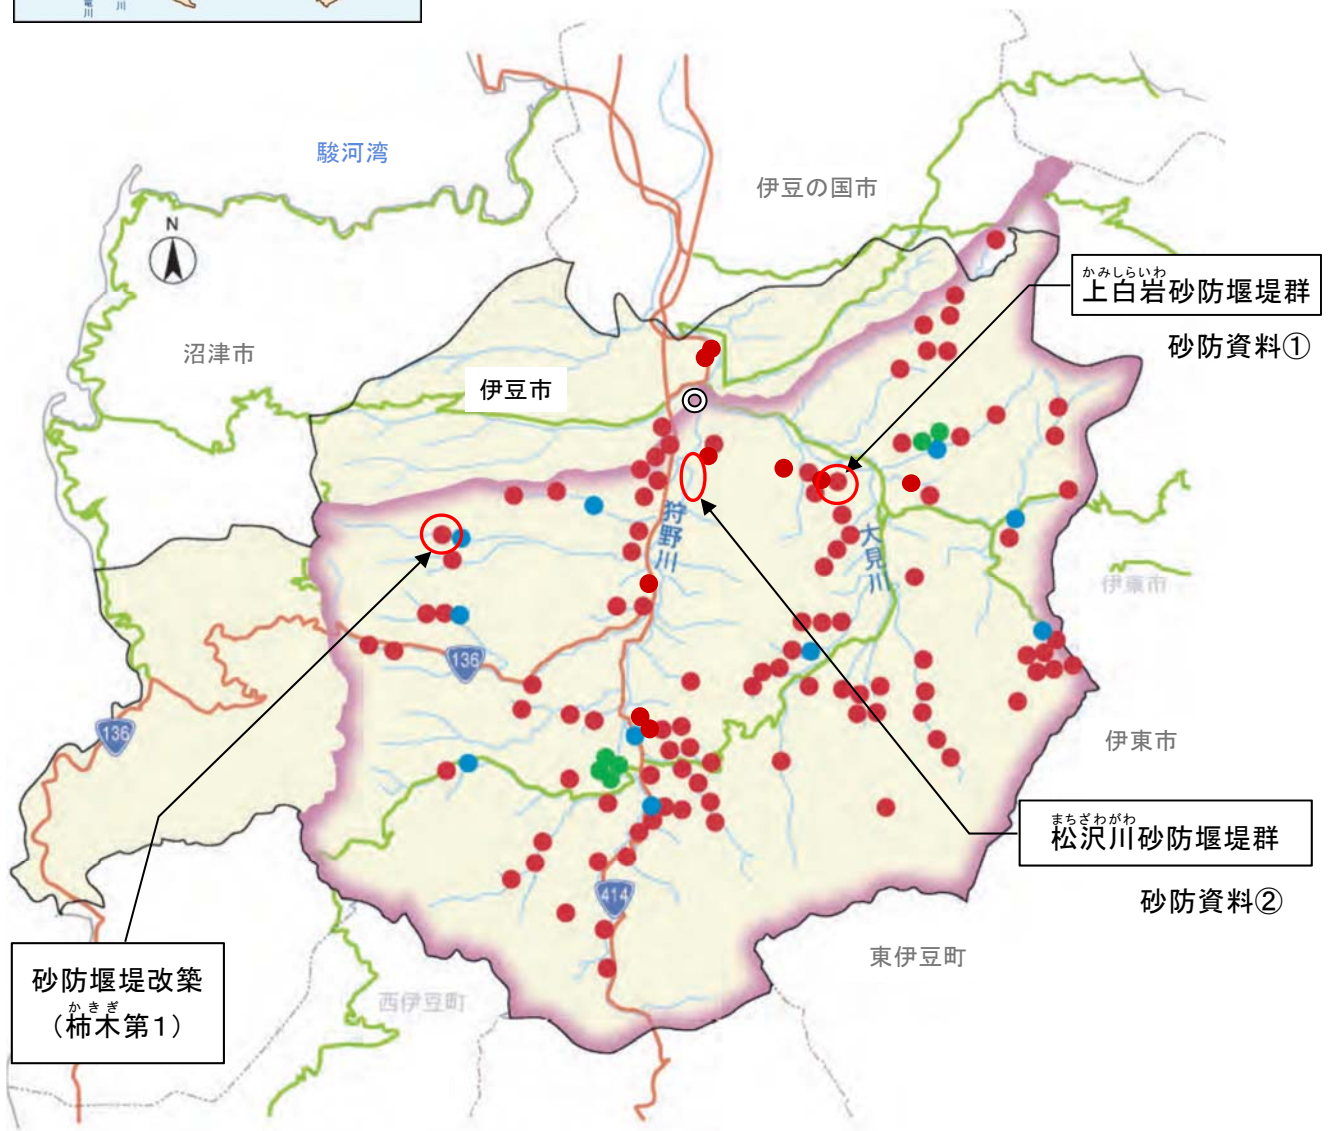 川
駿河湾
伊豆の国市
N
かみしらいわ
上白岩砂防堰堤群
砂防資料①
沼津市
伊豆市
狩野川
大見川
伊東市
136
136
伊東市
まちざわがわ
松沢川砂防堰堤群
砂防資料②
414
東伊豆町
砂防堰堤改築
かきぎ
(柿木第1)
西伊豆町